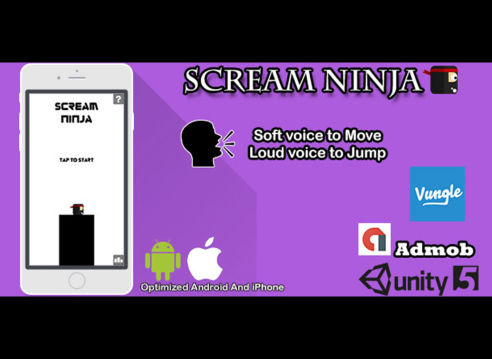 SCREAM NINJA
SCREAM
NINJA
?
TAP TO START
Soft voice to Move
Loud voice to Jump
Vungle
Admob
unity 5
Optimized Android And iPhone